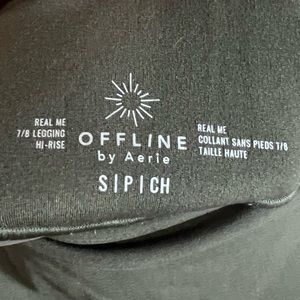 REAL ME
7/8 LEGGING
HI-RISE
OFFLINE
by Aerie
REAL ME
COLLANT SANS PIEDS 7/8
TAILLE HAUTE
S|P|CH